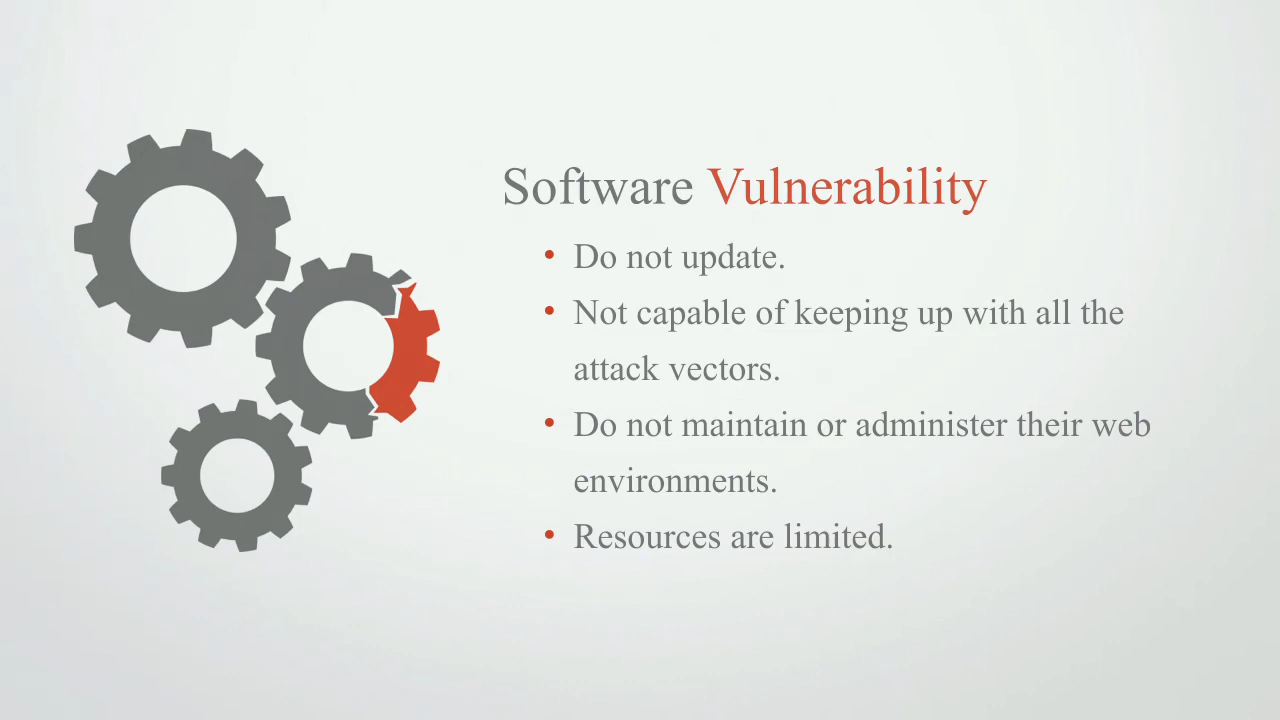 Software Vulnerability
• Do not update.
• Not capable of keeping up with all the
attack vectors.
• Do not maintain or administer their web
environments.
• Resources are limited.